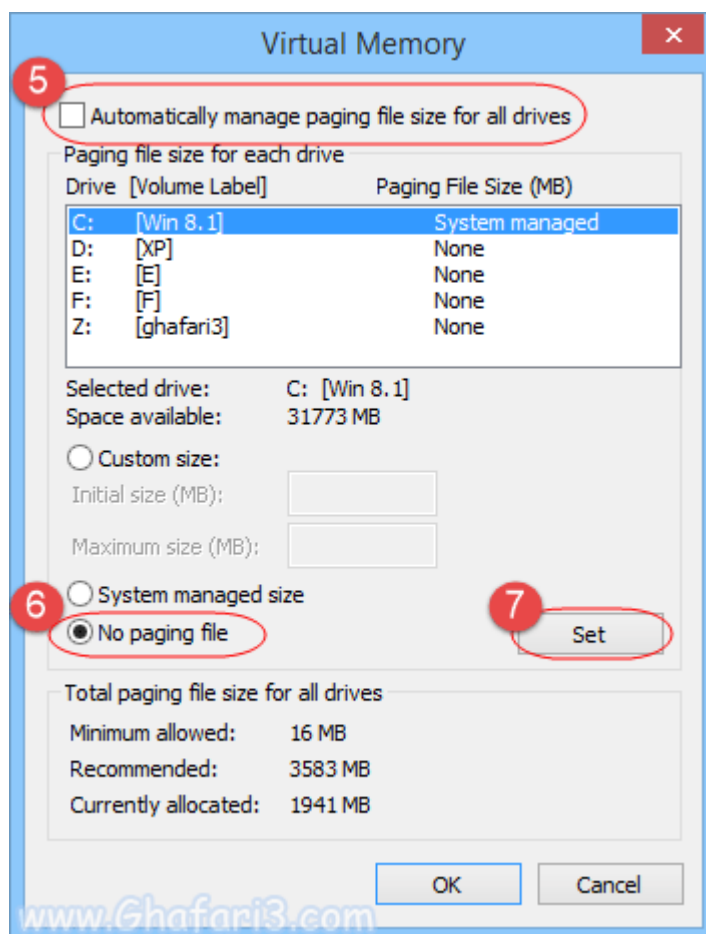 Virtual Memory
5
Automatically manage paging file size for all drives
Paging file size for each drive
Drive [Volume Label] Paging File Size (MB)
C: [Win 8.1] System managed
D: [XP] None
E: [E] None
F: [F] None
Z: [ghafari3] None
Selected drive: C: [Win 8.1]
Space available: 31773 MB
Custom size:
Initial size (MB):
Maximum size (MB):
System managed size
6 7
No paging file Set
Total paging file size for all drives
Minimum allowed: 16 MB
Recommended: 3583 MB
Currently allocated: 1941 MB
OK Cancel
www.Ghafari3.com